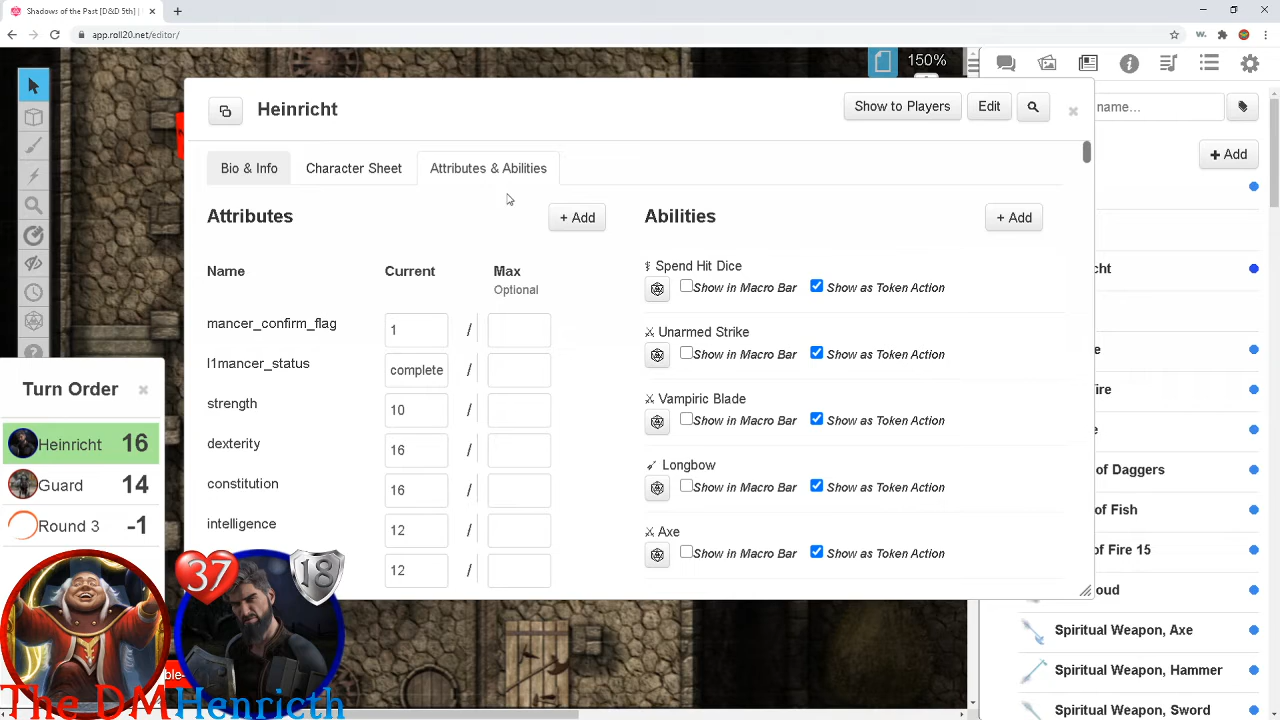 Shadows of the Past [D&D 5th] |
app.roll20.net/editor/
150%
Heinricht
Show to Players
Edit
name...
+ Add
Bio & Info
Character Sheet
Attributes & Abilities
Attributes
+ Add
Abilities
+ Add
Name
Current
Max
Optional
mancer_confirm_flag
1
/
l1mancer_status
complete
/
strength
10
/
dexterity
16
/
constitution
16
/
intelligence
12
/
12
/
Spend Hit Dice
Show in Macro Bar
Show as Token Action
Unarmed Strike
Show in Macro Bar
Show as Token Action
Vampiric Blade
Show in Macro Bar
Show as Token Action
Longbow
Show in Macro Bar
Show as Token Action
Axe
Show in Macro Bar
Show as Token Action
cht
e
ire
e
of Daggers
of Fish
of Fire 15
oud
Spiritual Weapon, Axe
Spiritual Weapon, Hammer
Spiritual Weapon, Sword
Turn Order
Heinricht 16
Guard 14
Round 3 -1
37
18
ble-
The DM
Henricth